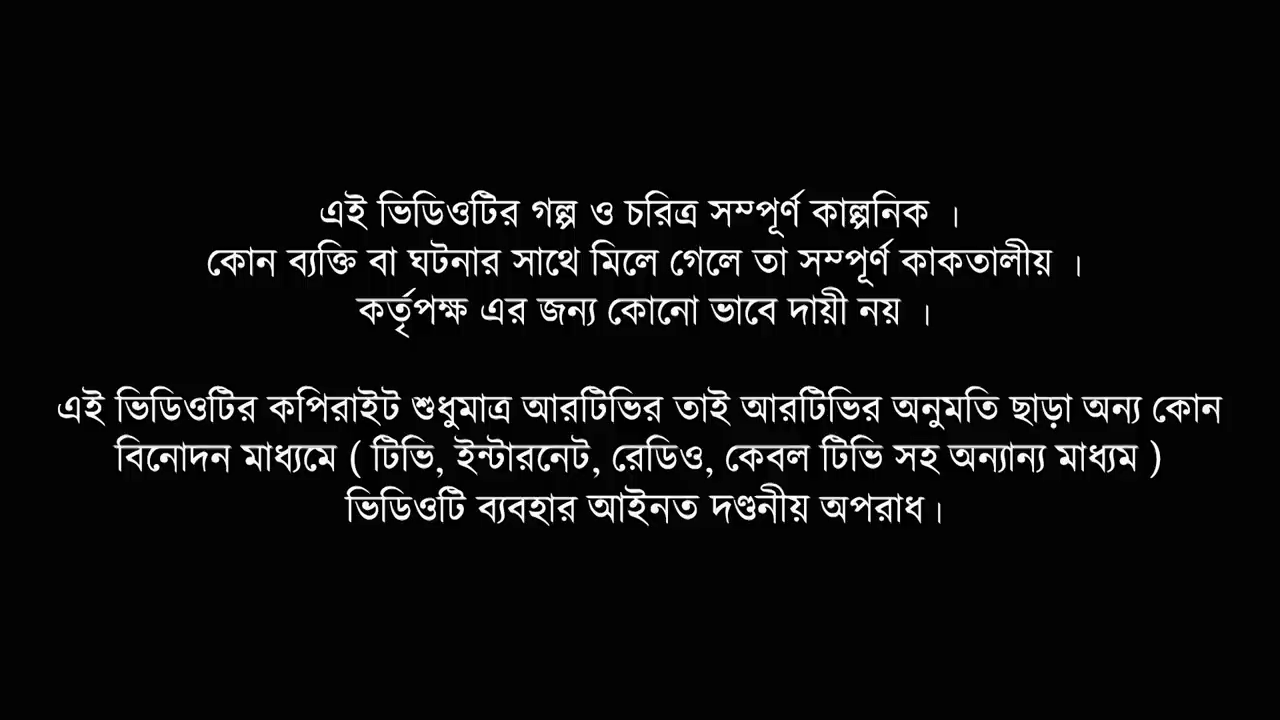 এই ভিডিওটির গল্প ও চরিত্র সম্পূর্ণ কাল্পনিক ।
কোন ব্যক্তি বা ঘটনার সাথে মিলে গেলে তা সম্পূর্ণ কাকতালীয় ।
কর্তৃপক্ষ এর জন্য কোনো ভাবে দায়ী নয় ।
এই ভিডিওটির কপিরাইট শুধুমাত্র আরটিভির তাই আরটিভির অনুমতি ছাড়া অন্য কোন
বিনোদন মাধ্যমে ( টিভি, ইন্টারনেট, রেডিও, কেবল টিভি সহ অন্যান্য মাধ্যম )
ভিডিওটি ব্যবহার আইনত দণ্ডনীয় অপরাধ।